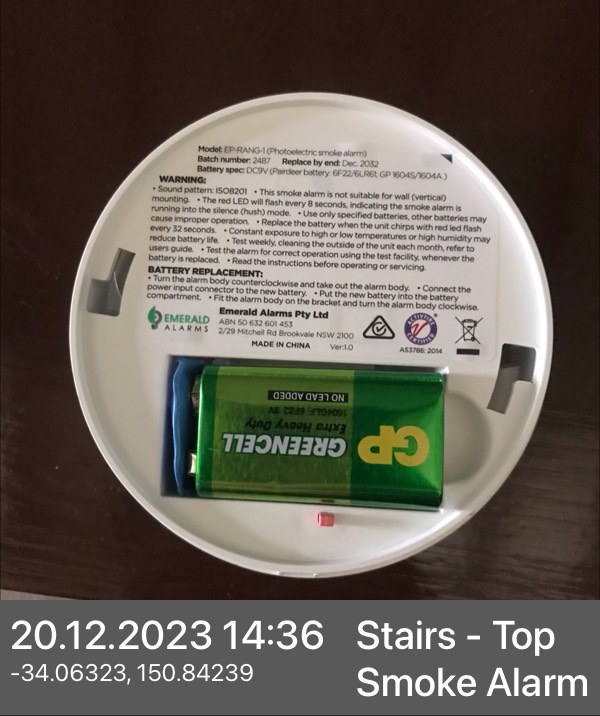 Model: EP-RANG-1 (Photoelectric smoke alarm)
Batch number: 2487 Replace by end: Dec. 2032
Battery spec: DC9V (Pairdeer battery: 6F22/6LR61; GP 1604S/1604A )
WARNING:
• Sound pattern: ISO8201 • This smoke alarm is not suitable for wall (vertical)
mounting. • The red LED will flash every 8 seconds, indicating the smoke alarm is
running into the silence (hush) mode. • Use only specified batteries, other batteries may
cause improper operation. • Replace the battery when the unit chirps with red led flash
every 32 seconds. • Constant exposure to high or low temperatures or high humidity may
reduce battery life. • Test weekly, cleaning the outside of the unit each month, refer to
users guide. • Test the alarm for correct operation using the test facility, whenever the
battery is replaced. • Read the instructions before operating or servicing.
BATTERY REPLACEMENT:
• Turn the alarm body counterclockwise and take out the alarm body. • Connect the
power input connector to the new battery. • Put the new battery into the battery
compartment. • Fit the alarm body on the bracket and turn the alarm body clockwise.
EMERALD
ALARMS
Emerald Alarms Pty Ltd
ABN 50 632 601 453
2/29 Mitchell Rd Brookvale NSW 2100
MADE IN CHINA Ver:1.0
ACTIVFIRE
CERTIFIED
AS3786: 2014
GP
GREENCELL
Extra Heavy Duty
1604GLF 6F22 9V
NO LEAD ADDED
20.12.2023 14:36
-34.06323, 150.84239
Stairs - Top
Smoke Alarm